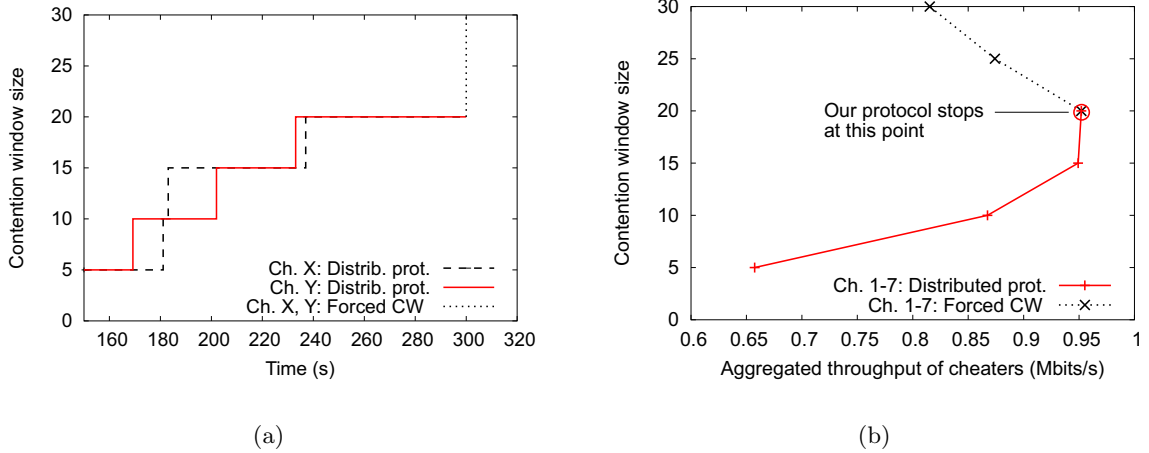 30
25
20
15
10
5
0
Contention window size
160 180 200 220 240 260 280 300 320
Time (s)
Ch. X: Distrib. prot.
Ch. Y: Distrib. prot.
Ch. X, Y: Forced CW
(a)
30
25
20
15
10
5
0
Contention window size
0.6 0.65 0.7 0.75 0.8 0.85 0.9 0.95 1
Aggregated throughput of cheaters (Mbits/s)
Our protocol stops
at this point
Ch. 1-7: Distributed prot.
Ch. 1-7: Forced CW
(b)